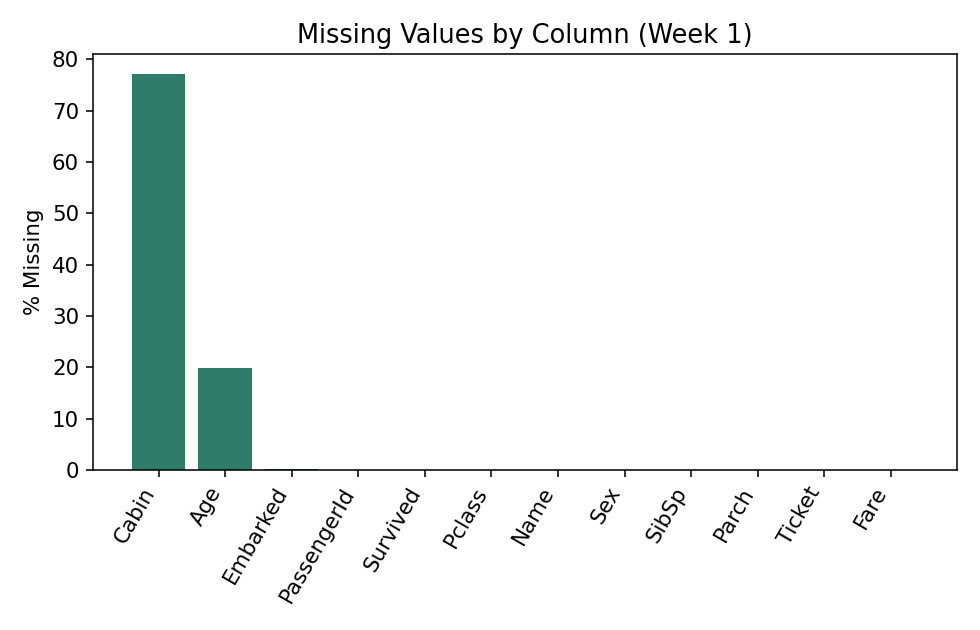 Missing Values by Column (Week 1)
80
70
60
50
40
30
20
10
0
% Missing
Cabin
Age
Embarked
PassengerId
Survived
Pclass
Name
Sex
SibSp
Parch
Ticket
Fare